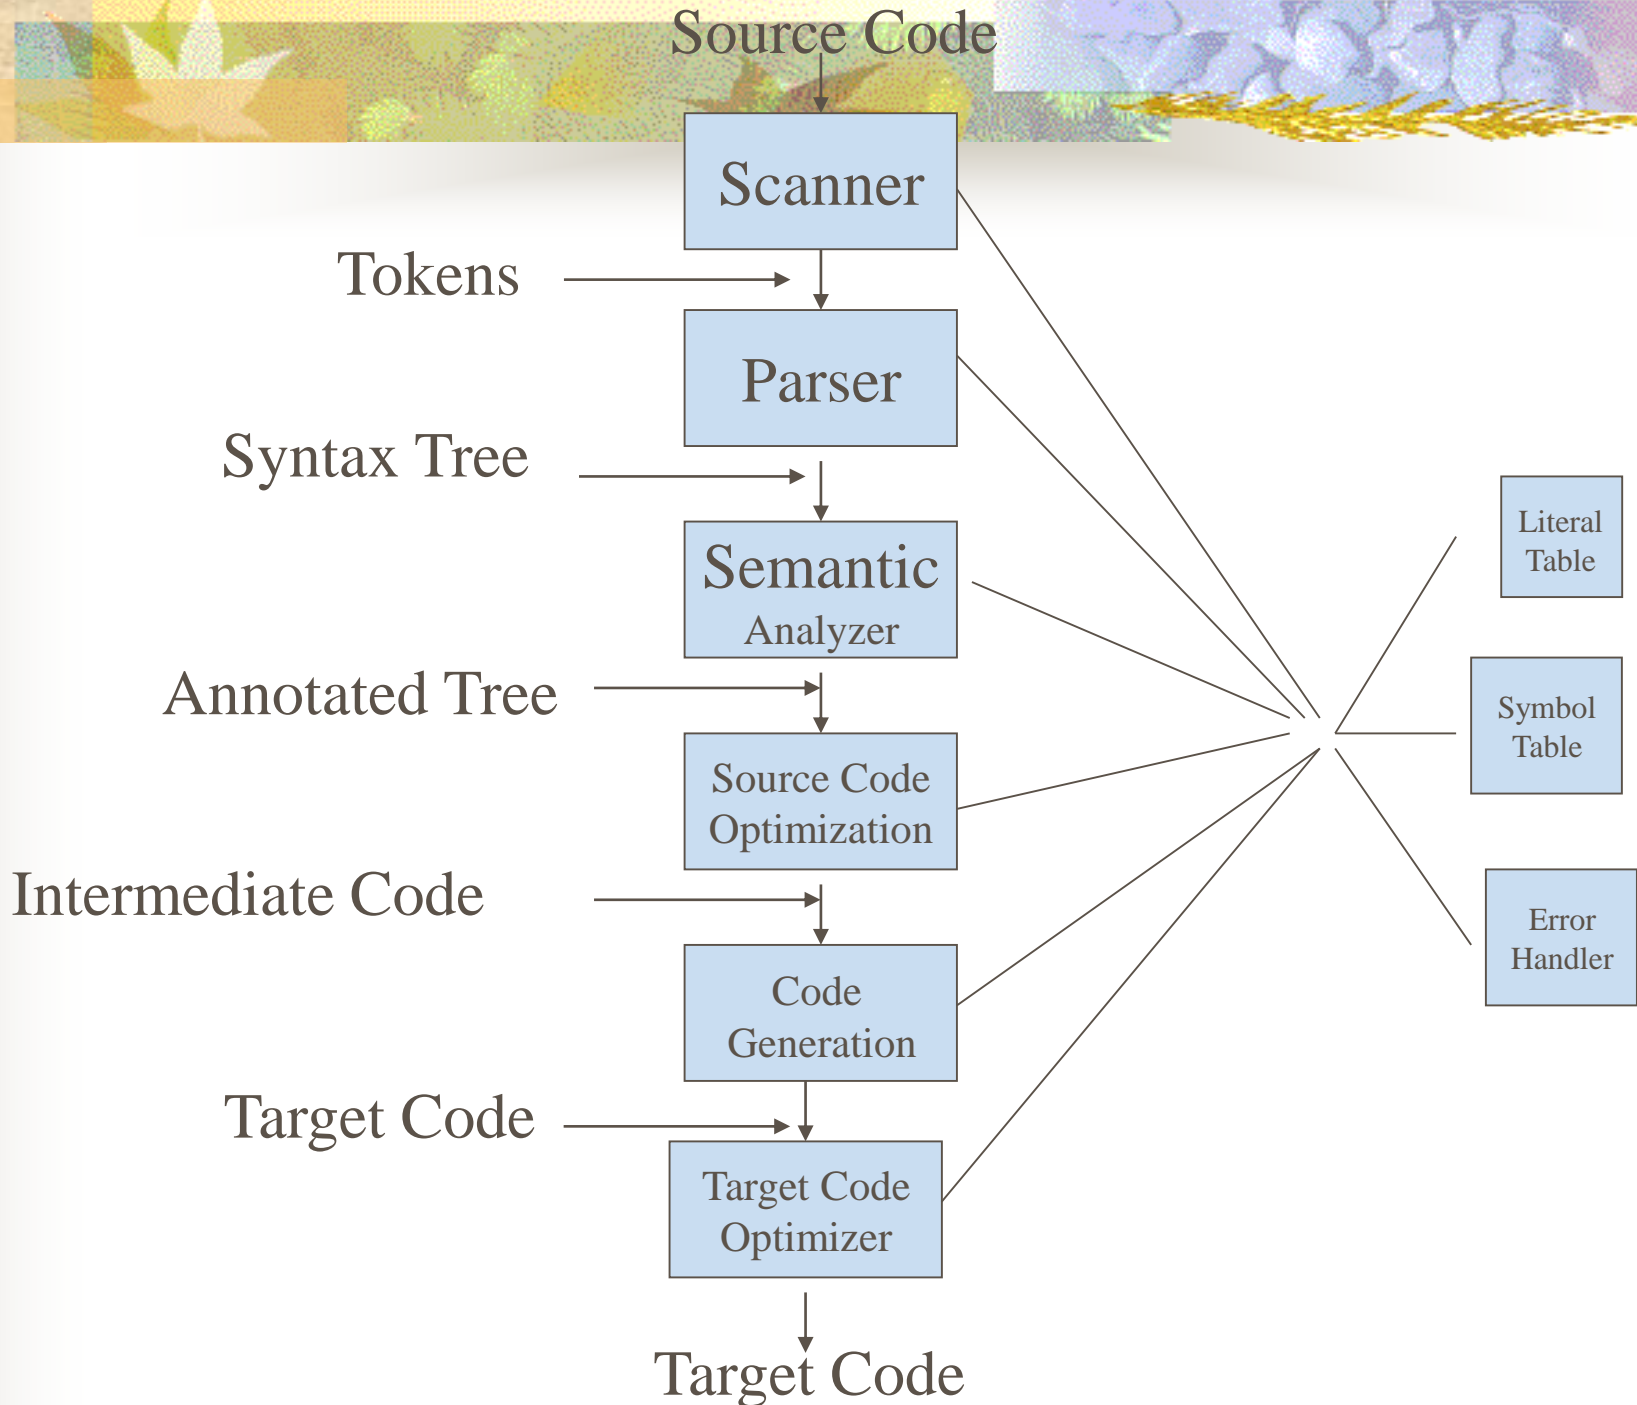 Source Code
Scanner
Tokens
Parser
Syntax Tree
Semantic
Analyzer
Literal
Table
Annotated Tree
Symbol
Table
Source Code
Optimization
Intermediate Code
Error
Handler
Code
Generation
Target Code
Target Code
Optimizer
Target Code